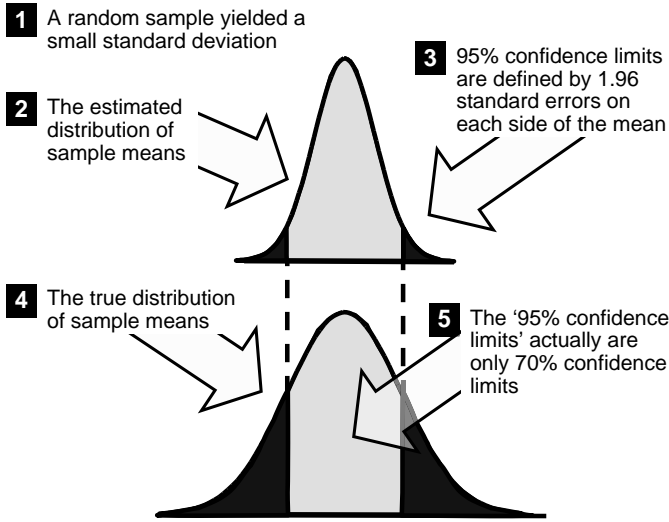 1 A random sample yielded a
small standard deviation
2 The estimated
distribution of
sample means
3 95% confidence limits
are defined by 1.96
standard errors on
each side of the mean
4 The true distribution
of sample means
5 The ‘95% confidence
limits’ actually are
only 70% confidence
limits